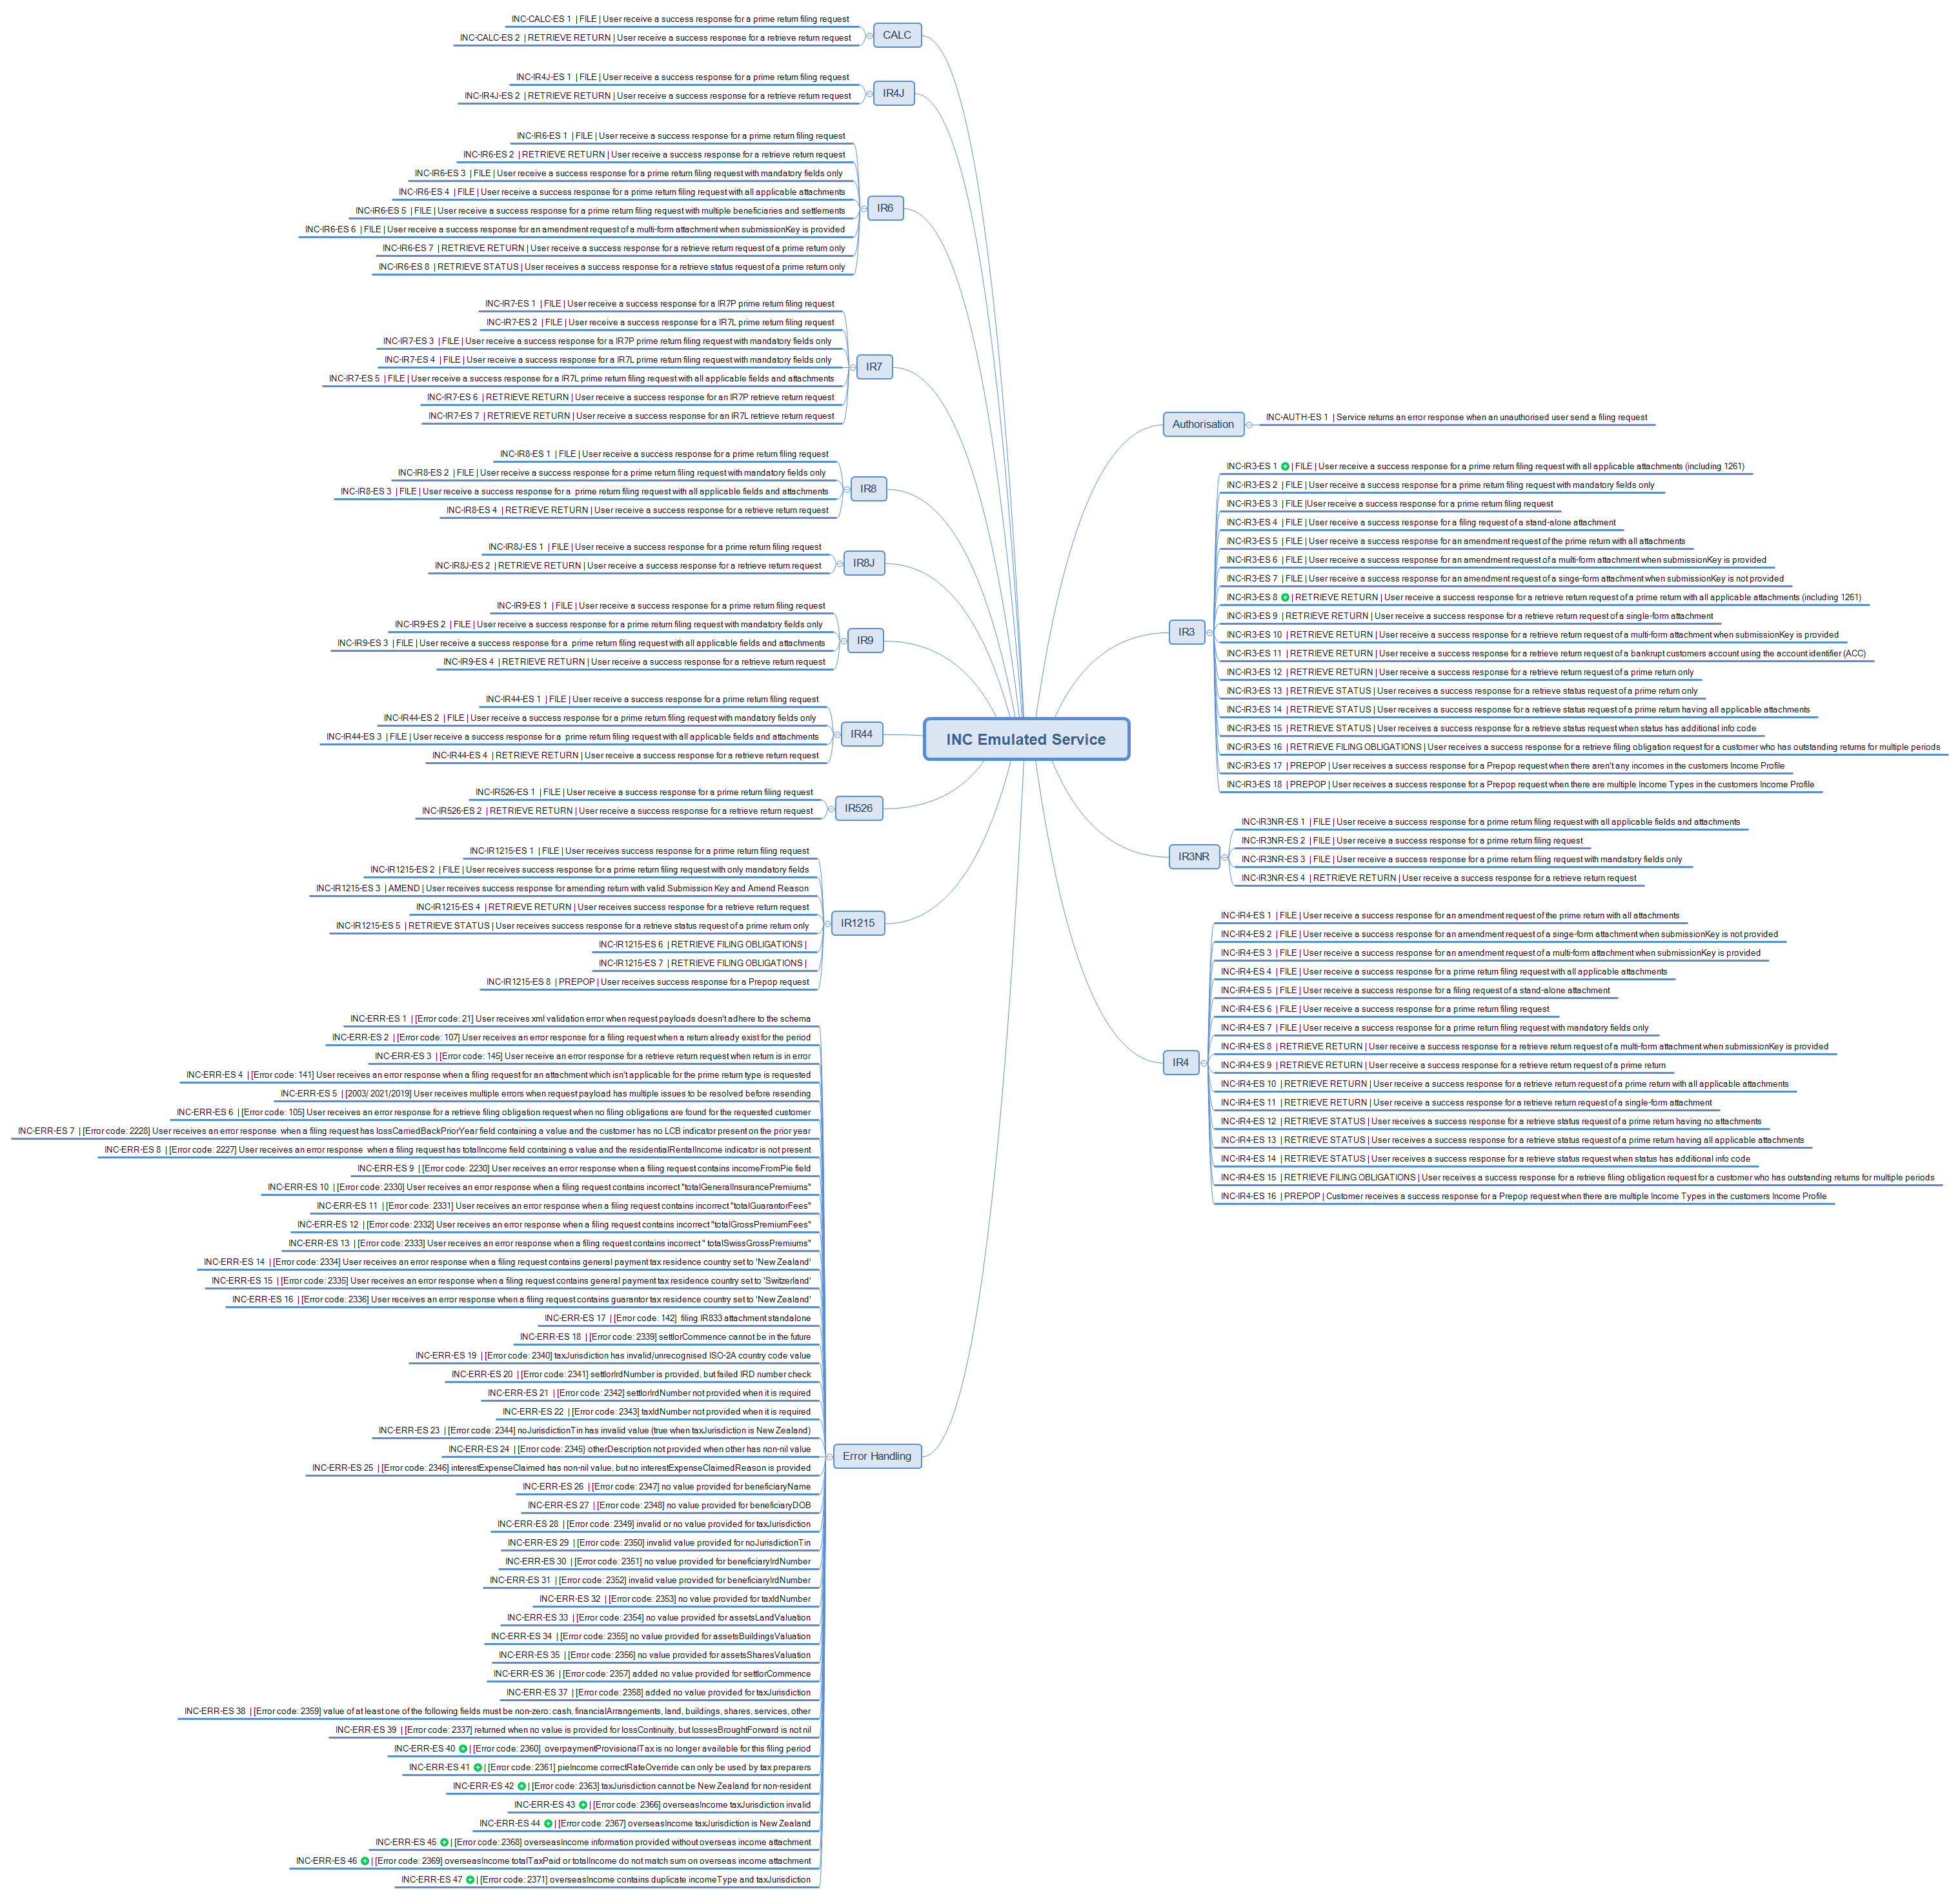 INC-CALC-ES 1 | FILE | User receive a success response for a prime return filing request
INC-CALC-ES 2 | RETRIEVE RETURN | User receive a success response for a retrieve return request
CALC
INC-IR4J-ES 1 | FILE | User receive a success response for a prime return filing request
INC-IR4J-ES 2 | RETRIEVE RETURN | User receive a success response for a retrieve return request
IR4J
INC-IR6-ES 1 | FILE | User receive a success response for a prime return filing request
INC-IR6-ES 2 | RETRIEVE RETURN | User receive a success response for a retrieve return request
INC-IR6-ES 3 | FILE | User receive a success response for a prime return filing request with mandatory fields only
INC-IR6-ES 4 | FILE | User receive a success response for a prime return filing request with all applicable attachments
INC-IR6-ES 5 | FILE | User receive a success response for a prime return filing request with multiple beneficiaries and settlements
INC-IR6-ES 6 | FILE | User receive a success response for an amendment request of a multi-form attachment when submissionKey is provided
INC-IR6-ES 7 | RETRIEVE RETURN | User receive a success response for a retrieve return request of a prime return only
INC-IR6-ES 8 | RETRIEVE STATUS | User receives a success response for a retrieve status request of a prime return only
IR6
INC-IR7-ES 1 | FILE | User receive a success response for a IR7P prime return filing request
INC-IR7-ES 2 | FILE | User receive a success response for a IR7L prime return filing request
INC-IR7-ES 3 | FILE | User receive a success response for a IR7P prime return filing request with mandatory fields only
INC-IR7-ES 4 | FILE | User receive a success response for a IR7L prime return filing request with mandatory fields only
INC-IR7-ES 5 | FILE | User receive a success response for a IR7L prime return filing request with all applicable fields and attachments
INC-IR7-ES 6 | RETRIEVE RETURN | User receive a success response for an IR7P retrieve return request
INC-IR7-ES 7 | RETRIEVE RETURN | User receive a success response for an IR7L retrieve return request
IR7
INC-IR8-ES 1 | FILE | User receive a success response for a prime return filing request
INC-IR8-ES 2 | FILE | User receive a success response for a prime return filing request with mandatory fields only
INC-IR8-ES 3 | FILE | User receive a success response for a prime return filing request with all applicable fields and attachments
INC-IR8-ES 4 | RETRIEVE RETURN | User receive a success response for a retrieve return request
IR8
INC-IR8J-ES 1 | FILE | User receive a success response for a prime return filing request
INC-IR8J-ES 2 | RETRIEVE RETURN | User receive a success response for a retrieve return request
IR8J
INC-IR9-ES 1 | FILE | User receive a success response for a prime return filing request
INC-IR9-ES 2 | FILE | User receive a success response for a prime return filing request with mandatory fields only
INC-IR9-ES 3 | FILE | User receive a success response for a prime return filing request with all applicable fields and attachments
INC-IR9-ES 4 | RETRIEVE RETURN | User receive a success response for a retrieve return request
IR9
INC-IR44-ES 1 | FILE | User receive a success response for a prime return filing request
INC-IR44-ES 2 | FILE | User receive a success response for a prime return filing request with mandatory fields only
INC-IR44-ES 3 | FILE | User receive a success response for a prime return filing request with all applicable fields and attachments
INC-IR44-ES 4 | RETRIEVE RETURN | User receive a success response for a retrieve return request
IR44
INC-IR526-ES 1 | FILE | User receive a success response for a prime return filing request
INC-IR526-ES 2 | RETRIEVE RETURN | User receive a success response for a retrieve return request
IR526
INC-IR1215-ES 1 | FILE | User receives success response for a prime return filing request
INC-IR1215-ES 2 | FILE | User receives success response for a prime return filing request with only mandatory fields
INC-IR1215-ES 3 | AMEND | User receives success response for amending return with valid Submission Key and Amend Reason
INC-IR1215-ES 4 | RETRIEVE RETURN | User receives success response for a retrieve return request
INC-IR1215-ES 5 | RETRIEVE STATUS | User receives success response for a retrieve status request of a prime return only
INC-IR1215-ES 6 | RETRIEVE FILING OBLIGATIONS |
INC-IR1215-ES 7 | RETRIEVE FILING OBLIGATIONS |
INC-IR1215-ES 8 | PREPOP | User receives success response for a Prepop request
IR1215
INC-ERR-ES 1 | [Error code: 21] User receives xml validation error when request payloads doesn't adhere to the schema
INC-ERR-ES 2 | [Error code: 107] User receives an error response for a filing request when a return already exist for the period
INC-ERR-ES 3 | [Error code: 145] User receive an error response for a retrieve return request when return is in error
INC-ERR-ES 4 | [Error code: 141] User receives an error response when a filing request for an attachment which isn't applicable for the prime return type is requested
INC-ERR-ES 5 | [2003/ 2021/2019] User receives multiple errors when request payload has multiple issues to be resolved before resending
INC-ERR-ES 6 | [Error code: 105] User receives an error response for a retrieve filing obligation request when no filing obligations are found for the requested customer
INC-ERR-ES 7 | [Error code: 2228] User receives an error response when a filing request has lossCarriedBackPriorYear field containing a value and the customer has no LCB indicator present on the prior year
INC-ERR-ES 8 | [Error code: 2227] User receives an error response when a filing request has totalIncome field containing a value and the residentialRentalIncome indicator is not present
INC-ERR-ES 9 | [Error code: 2230] User receives an error response when a filing request contains incomeFromPie field
INC-ERR-ES 10 | [Error code: 2330] User receives an error response when a filing request contains incorrect "totalGeneralInsurancePremiums"
INC-ERR-ES 11 | [Error code: 2331] User receives an error response when a filing request contains incorrect "totalGuarantorFees"
INC-ERR-ES 12 | [Error code: 2332] User receives an error response when a filing request contains incorrect "totalGrossPremiumFees"
INC-ERR-ES 13 | [Error code: 2333] User receives an error response when a filing request contains incorrect " totalSwissGrossPremiums"
INC-ERR-ES 14 | [Error code: 2334] User receives an error response when a filing request contains general payment tax residence country set to 'New Zealand'
INC-ERR-ES 15 | [Error code: 2335] User receives an error response when a filing request contains general payment tax residence country set to 'Switzerland'
INC-ERR-ES 16 | [Error code: 2336] User receives an error response when a filing request contains guarantor tax residence country set to 'New Zealand'
INC-ERR-ES 17 | [Error code: 142] filing IR833 attachment standalone
INC-ERR-ES 18 | [Error code: 2339] settlorCommence cannot be in the future
INC-ERR-ES 19 | [Error code: 2340] taxJurisdiction has invalid/unrecognised ISO-2A country code value
INC-ERR-ES 20 | [Error code: 2341] settlorIrdNumber is provided, but failed IRD number check
INC-ERR-ES 21 | [Error code: 2342] settlorIrdNumber not provided when it is required
INC-ERR-ES 22 | [Error code: 2343] taxIdNumber not provided when it is required
INC-ERR-ES 23 | [Error code: 2344] noJurisdictionTin has invalid value (true when taxJurisdiction is New Zealand)
INC-ERR-ES 24 | [Error code: 2345} otherDescription not provided when other has non-nil value
INC-ERR-ES 25 | [Error code: 2346] interestExpenseClaimed has non-nil value, but no interestExpenseClaimedReason is provided
INC-ERR-ES 26 | [Error code: 2347] no value provided for beneficiaryName
INC-ERR-ES 27 | [Error code: 2348] no value provided for beneficiaryDOB
INC-ERR-ES 28 | [Error code: 2349] invalid or no value provided for taxJurisdiction
INC-ERR-ES 29 | [Error code: 2350] invalid value provided for noJurisdictionTin
INC-ERR-ES 30 | [Error code: 2351] no value provided for beneficiaryIrdNumber
INC-ERR-ES 31 | [Error code: 2352] invalid value provided for beneficiaryIrdNumber
INC-ERR-ES 32 | [Error code: 2353] no value provided for taxIdNumber
INC-ERR-ES 33 | [Error code: 2354] no value provided for assetsLandValuation
INC-ERR-ES 34 | [Error code: 2355] no value provided for assetsBuildingsValuation
INC-ERR-ES 35 | [Error code: 2356] no value provided for assetsSharesValuation
INC-ERR-ES 36 | [Error code: 2357] added no value provided for settlorCommence
INC-ERR-ES 37 | [Error code: 2358] added no value provided for taxJurisdiction
INC-ERR-ES 38 | [Error code: 2359] value of at least one of the following fields must be non-zero: cash, financialArrangements, land, buildings, shares, services, other
INC-ERR-ES 39 | [Error code: 2337] returned when no value is provided for lossContinuity, but lossesBroughtForward is not nil
INC-ERR-ES 40 | [Error code: 2360] overpaymentProvisionalTax is no longer available for this filing period
INC-ERR-ES 41 | [Error code: 2361] pieIncome correctRateOverride can only be used by tax preparers
INC-ERR-ES 42 | [Error code: 2363] taxJurisdiction cannot be New Zealand for non-resident
INC-ERR-ES 43 | [Error code: 2366] overseasIncome taxJurisdiction invalid
INC-ERR-ES 44 | [Error code: 2367] overseasIncome taxJurisdiction is New Zealand
INC-ERR-ES 45 | [Error code: 2368] overseasIncome information provided without overseas income attachment
INC-ERR-ES 46 | [Error code: 2369] overseasIncome totalTaxPaid or totalIncome do not match sum on overseas income attachment
INC-ERR-ES 47 | [Error code: 2371] overseasIncome contains duplicate incomeType and taxJurisdiction
Error Handling
INC Emulated Service
Authorisation
INC-AUTH-ES 1 | Service returns an error response when an unauthorised user send a filing request
IR3
INC-IR3-ES 1 | FILE | User receive a success response for a prime return filing request with all applicable attachments (including 1261)
INC-IR3-ES 2 | FILE | User receive a success response for a prime return filing request with mandatory fields only
INC-IR3-ES 3 | FILE |User receive a success response for a prime return filing request
INC-IR3-ES 4 | FILE | User receive a success response for a filing request of a stand-alone attachment
INC-IR3-ES 5 | FILE | User receive a success response for an amendment request of the prime return with all attachments
INC-IR3-ES 6 | FILE | User receive a success response for an amendment request of a multi-form attachment when submissionKey is provided
INC-IR3-ES 7 | FILE | User receive a success response for an amendment request of a singe-form attachment when submissionKey is not provided
INC-IR3-ES 8 | RETRIEVE RETURN | User receive a success response for a retrieve return request of a prime return with all applicable attachments (including 1261)
INC-IR3-ES 9 | RETRIEVE RETURN | User receive a success response for a retrieve return request of a single-form attachment
INC-IR3-ES 10 | RETRIEVE RETURN | User receive a success response for a retrieve return request of a multi-form attachment when submissionKey is provided
INC-IR3-ES 11 | RETRIEVE RETURN | User receive a success response for a retrieve return request of a bankrupt customers account using the account identifier (ACC)
INC-IR3-ES 12 | RETRIEVE RETURN | User receive a success response for a retrieve return request of a prime return only
INC-IR3-ES 13 | RETRIEVE STATUS | User receives a success response for a retrieve status request of a prime return only
INC-IR3-ES 14 | RETRIEVE STATUS | User receives a success response for a retrieve status request of a prime return having all applicable attachments
INC-IR3-ES 15 | RETRIEVE STATUS | User receives a success response for a retrieve status request when status has additional info code
INC-IR3-ES 16 | RETRIEVE FILING OBLIGATIONS | User receives a success response for a retrieve filing obligation request for a customer who has outstanding returns for multiple periods
INC-IR3-ES 17 | PREPOP | User receives a success response for a Prepop request when there aren't any incomes in the customers Income Profile
INC-IR3-ES 18 | PREPOP | User receives a success response for a Prepop request when there are multiple Income Types in the customers Income Profile
IR3NR
INC-IR3NR-ES 1 | FILE | User receive a success response for a prime return filing request with all applicable fields and attachments
INC-IR3NR-ES 2 | FILE | User receive a success response for a prime return filing request
INC-IR3NR-ES 3 | FILE | User receive a success response for a prime return filing request with mandatory fields only
INC-IR3NR-ES 4 | RETRIEVE RETURN | User receive a success response for a retrieve return request
IR4
INC-IR4-ES 1 | FILE | User receive a success response for an amendment request of the prime return with all attachments
INC-IR4-ES 2 | FILE | User receive a success response for an amendment request of a singe-form attachment when submissionKey is not provided
INC-IR4-ES 3 | FILE | User receive a success response for an amendment request of a multi-form attachment when submissionKey is provided
INC-IR4-ES 4 | FILE | User receive a success response for a prime return filing request with all applicable attachments
INC-IR4-ES 5 | FILE | User receive a success response for a filing request of a stand-alone attachment
INC-IR4-ES 6 | FILE | User receive a success response for a prime return filing request
INC-IR4-ES 7 | FILE | User receive a success response for a prime return filing request with mandatory fields only
INC-IR4-ES 8 | RETRIEVE RETURN | User receive a success response for a retrieve return request of a multi-form attachment when submissionKey is provided
INC-IR4-ES 9 | RETRIEVE RETURN | User receive a success response for a retrieve return request of a prime return
INC-IR4-ES 10 | RETRIEVE RETURN | User receive a success response for a retrieve return request of a prime return with all applicable attachments
INC-IR4-ES 11 | RETRIEVE RETURN | User receive a success response for a retrieve return request of a single-form attachment
INC-IR4-ES 12 | RETRIEVE STATUS | User receives a success response for a retrieve status request of a prime return having no attachments
INC-IR4-ES 13 | RETRIEVE STATUS | User receives a success response for a retrieve status request of a prime return having all applicable attachments
INC-IR4-ES 14 | RETRIEVE STATUS | User receives a success response for a retrieve status request when status has additional info code
INC-IR4-ES 15 | RETRIEVE FILING OBLIGATIONS | User receives a success response for a retrieve filing obligation request for a customer who has outstanding returns for multiple periods
INC-IR4-ES 16 | PREPOP | Customer receives a success response for a Prepop request when there are multiple Income Types in the customers Income Profile